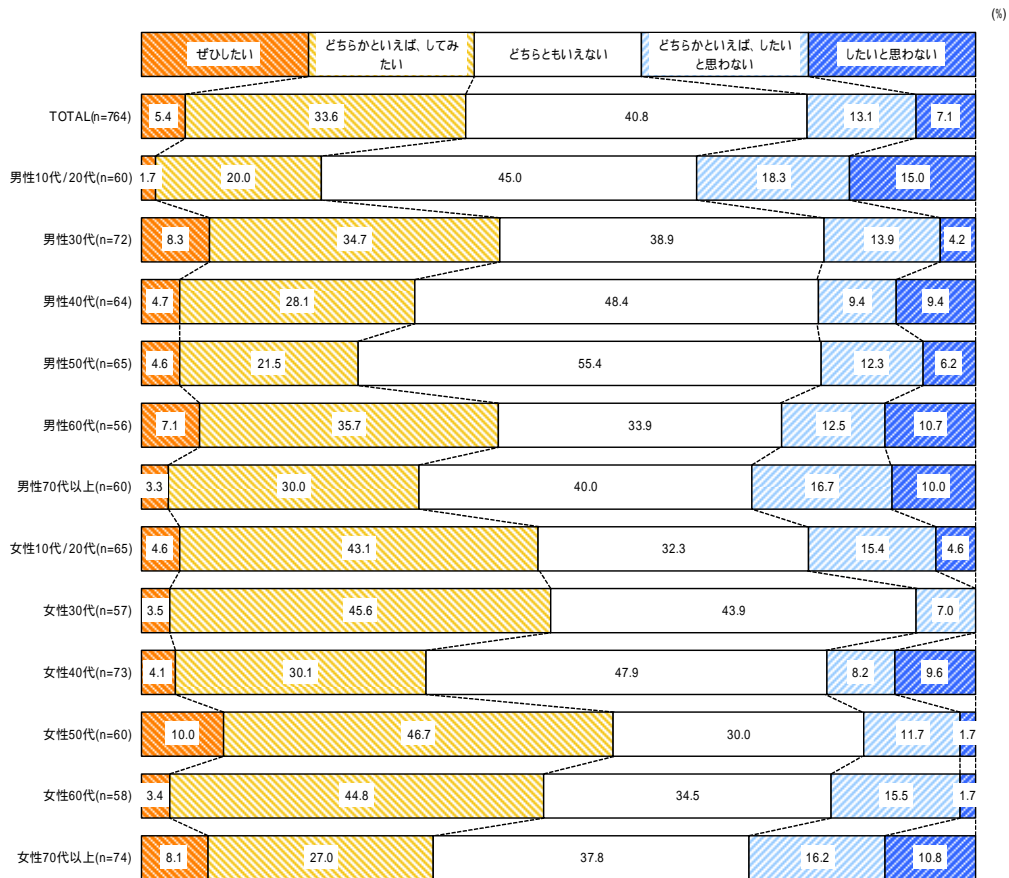 (%)
ぜひしたい
どちらかといえば、してみ
たい
どちらともいえない
どちらかといえば、したい
と思わない
したいと思わない
TOTAL(n=764) 5.4 33.6 40.8 13.1 7.1
男性10代/20代(n=60) 1.7 20.0 45.0 18.3 15.0
男性30代(n=72) 8.3 34.7 38.9 13.9 4.2
男性40代(n=64) 4.7 28.1 48.4 9.4 9.4
男性50代(n=65) 4.6 21.5 55.4 12.3 6.2
男性60代(n=56) 7.1 35.7 33.9 12.5 10.7
男性70代以上(n=60) 3.3 30.0 40.0 16.7 10.0
女性10代/20代(n=65) 4.6 43.1 32.3 15.4 4.6
女性30代(n=57) 3.5 45.6 43.9 7.0
女性40代(n=73) 4.1 30.1 47.9 8.2 9.6
女性50代(n=60) 10.0 46.7 30.0 11.7 1.7
女性60代(n=58) 3.4 44.8 34.5 15.5 1.7
女性70代以上(n=74) 8.1 27.0 37.8 16.2 10.8